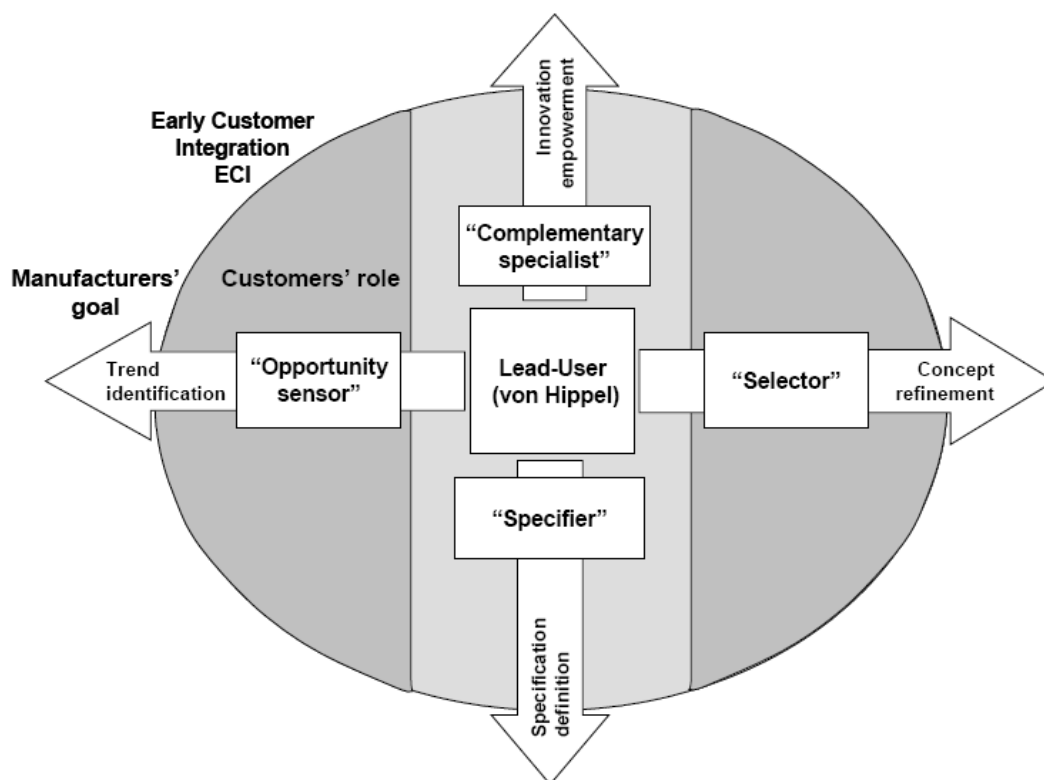 Innovation
empowerment
Early Customer
Integration
ECI
“Complementary
specialist”
Manufacturers’
goal
Customers’ role
Trend
identification
“Opportunity
sensor”
Lead-User
(von Hippel)
“Selector”
Concept
refinement
“Specifier”
Specification
definition